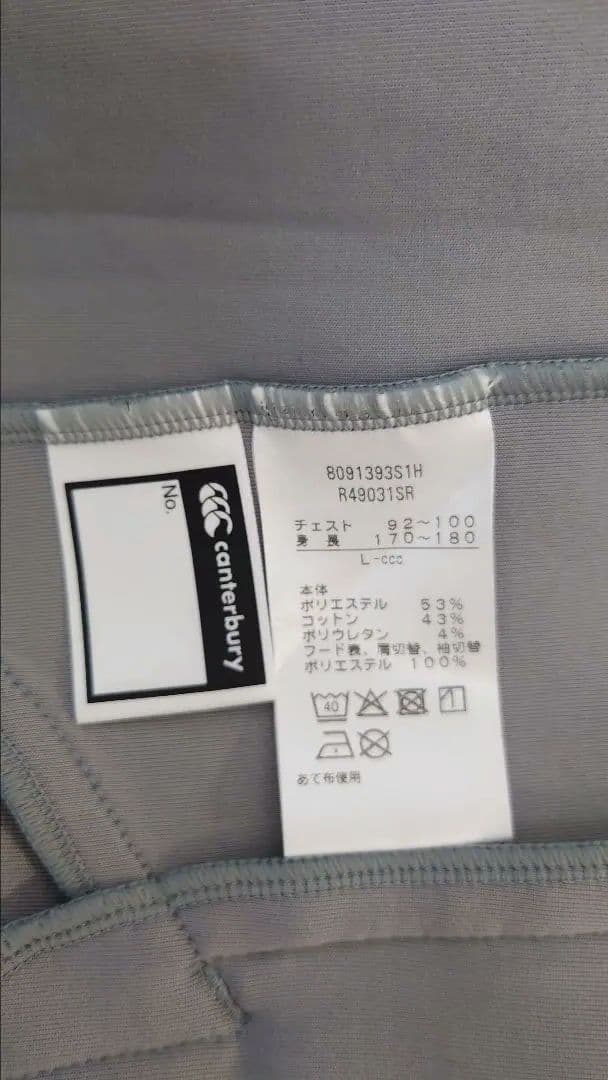 No.
canterbury
8091393S1H
R49031SR
チェスト 92～100
身長 170～180
L-ccc
本体
ポリエステル 53%
コットン 43%
ポリウレタン 4%
フード表、肩切替、袖切替
ポリエステル 100%
40
あて布使用